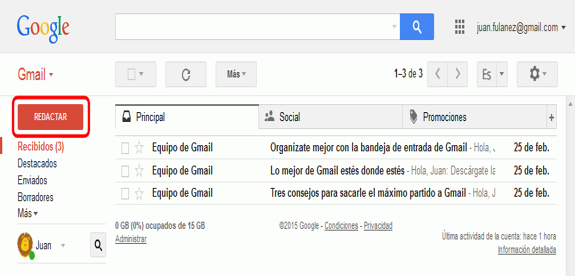 Google
juan.fulanez@gmail.com
Gmail
Más
1–3 de 3
Es
REDACTAR
Principal
Social
Promociones
+
Recibidos (3)
Destacados
Enviados
Borradores
Más
Equipo de Gmail Organízate mejor con la bandeja de entrada de Gmail - Hola, J 25 de feb.
Equipo de Gmail Lo mejor de Gmail estés donde estés - Hola, Juan: Descárgate la 25 de feb.
Equipo de Gmail Tres consejos para sacarle el máximo partido a Gmail - Hola, J 25 de feb.
Juan
0 GB (0%) ocupados de 15 GB
Administrar
©2015 Google - Condiciones - Privacidad
Última actividad de la cuenta: hace 1 hora
Información detallada